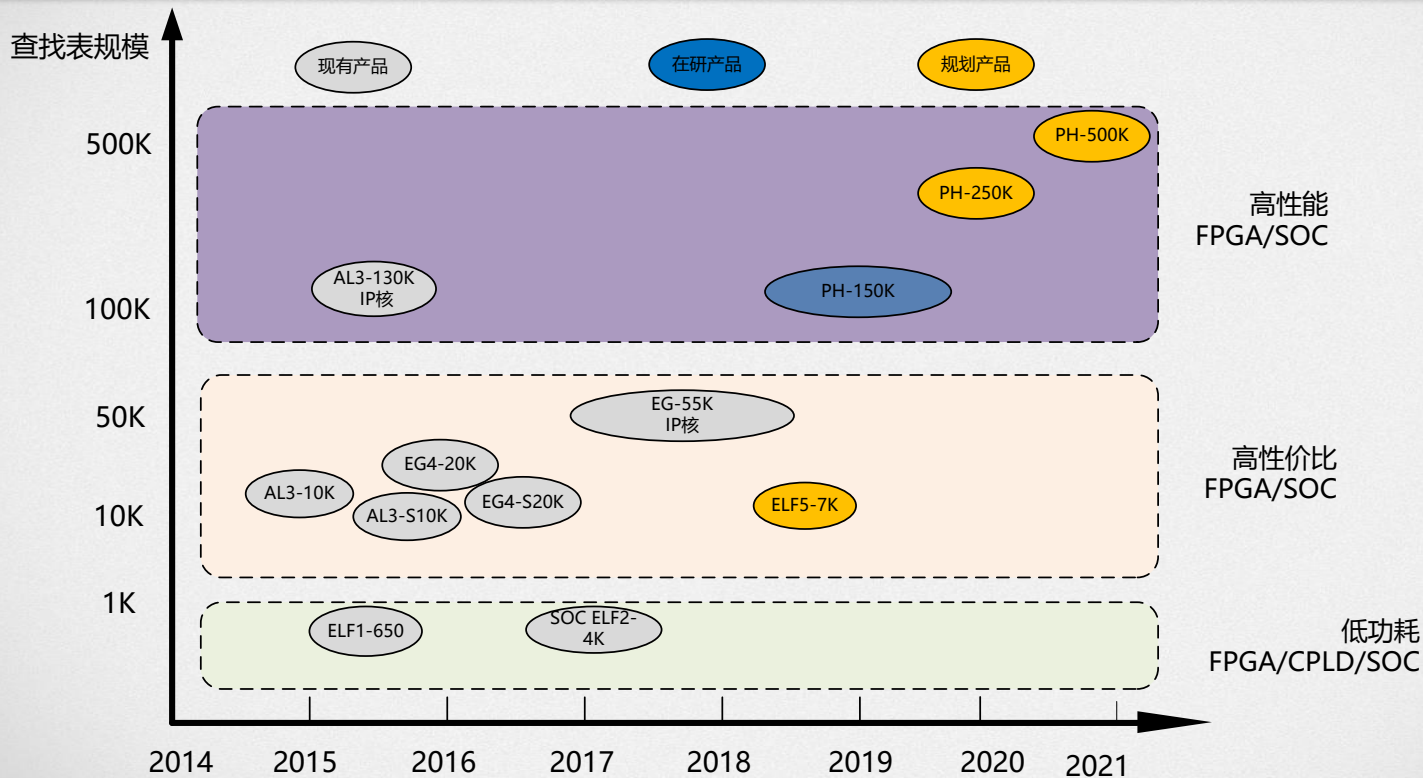 查找表规模
现有产品
在研产品
规划产品
500K
PH-500K
PH-250K
高性能
FPGA/SOC
AL3-130K
IP核
PH-150K
100K
50K
EG-55K
IP核
EG4-20K
AL3-10K
EG4-S20K
AL3-S10K
ELF5-7K
高性价比
FPGA/SOC
10K
1K
ELF1-650
SOC ELF2-
4K
低功耗
FPGA/CPLD/SOC
2014
2015
2016
2017
2018
2019
2020
2021